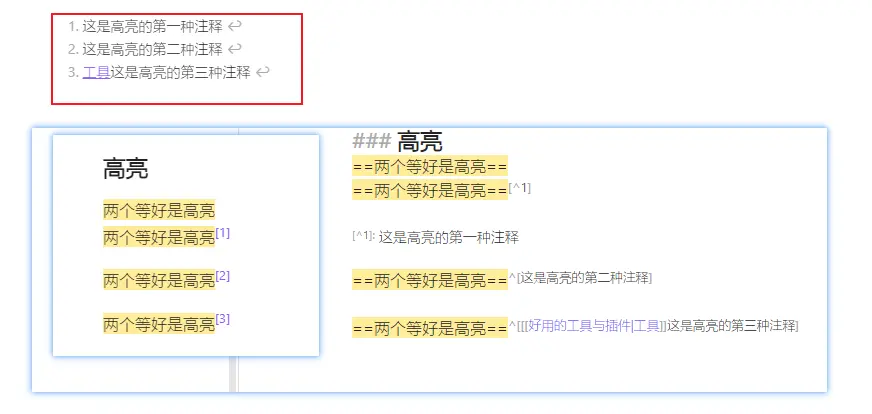 1. 这是高亮的第一种注释 ↩
2. 这是高亮的第二种注释 ↩
3. 工具这是高亮的第三种注释 ↩
高亮
两个等好是高亮
两个等好是高亮[1]
两个等好是高亮[2]
两个等好是高亮[3]
### 高亮
==两个等好是高亮==
==两个等好是高亮==[^1]
[^1]: 这是高亮的第一种注释
==两个等好是高亮==^[这是高亮的第二种注释]
==两个等好是高亮==^[[[好用的工具与插件|工具]]这是高亮的第三种注释]